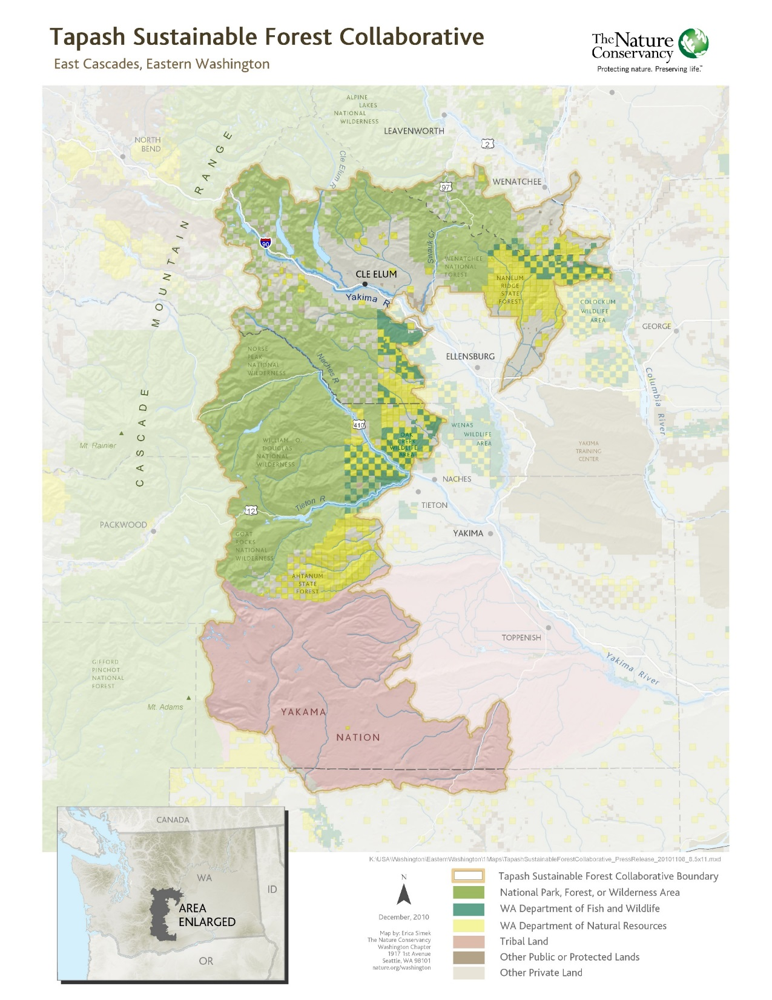 Tapash Sustainable Forest Collaborative
East Cascades, Eastern Washington
The Nature
Conservancy
Protecting nature. Preserving life.™
ALPINE
LAKES
NATIONAL
WILDERNESS
LEAVENWORTH
2
NORTH
BEND
CASCADE MOUNTAIN RANGE
Cle Elum R
97
WENATCHEE
90
Swauk Cr
WENATCHEE
NATIONAL
FOREST
CLE ELUM
Yakima R
NANEUM
RIDGE
STATE
FOREST
COLOCKUM
WILDLIFE
AREA
GEORGE
NORSE
PEAK
NATIONAL
WILDERNESS
Naches R
ELLENSBURG
Columbia River
410
WENAS
WILDLIFE
AREA
OAK
CREEK
WILDLIFE
AREA
Mt. Rainier
WILLIAM O.
DOUGLAS
NATIONAL
WILDERNESS
YAKIMA
TRAINING
CENTER
NACHES
Tieton R
TIETON
12
PACKWOOD
YAKIMA
GOAT
ROCKS
NATIONAL
WILDERNESS
AHTANUM
STATE
FOREST
TOPPENISH
Yakima River
GIFFORD
PINCHOT
NATIONAL
FOREST
Mt. Adams
YAKAMA
NATION
CANADA
WA
ID
AREA
ENLARGED
OR
K:\USA\Washington\EasternWashington\1Maps\TapashSustainableForestCollaborative_PressRelease_20101108_8.5x11.mxd
N
December, 2010
Map by: Erica Simek
The Nature Conservancy
Washington Chapter
1917 1st Avenue
Seattle, WA 98101
nature.org/washington
Tapash Sustainable Forest Collaborative Boundary
National Park, Forest, or Wilderness Area
WA Department of Fish and Wildlife
WA Department of Natural Resources
Tribal Land
Other Public or Protected Lands
Other Private Land